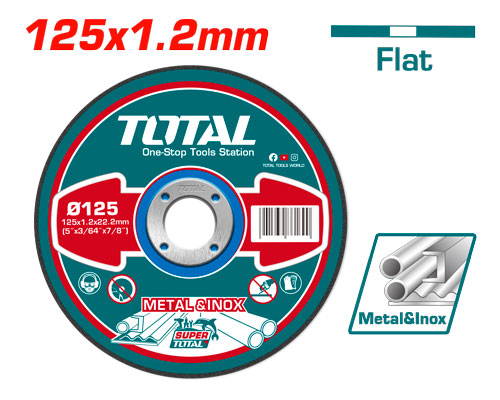 125x1.2mm
Flat
TOTAL
One-Stop Tools Station
TOTAL TOOLS WORLD
Ø125
125x1.2x22.2mm
(5"x3/64"x7/8")
METAL & INOX
SUPER
TOTAL
Metal&Inox